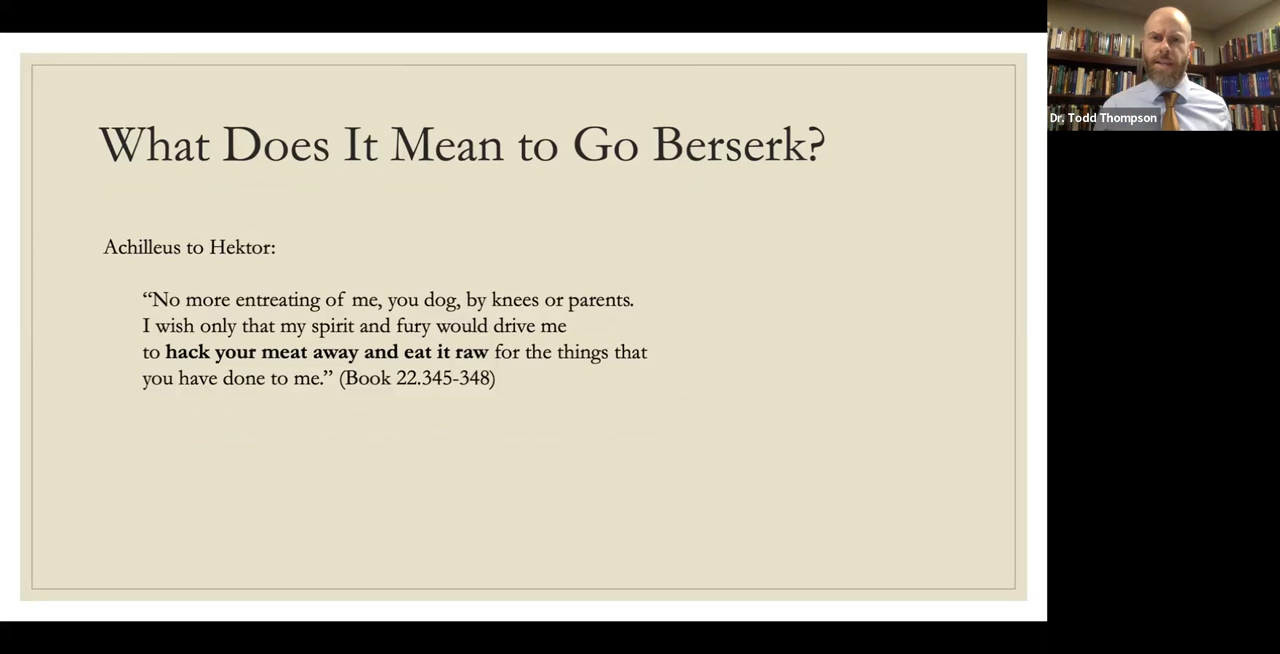 What Does It Mean to Go Berserk?
Achilleus to Hektor:
“No more entreating of me, you dog, by knees or parents.
I wish only that my spirit and fury would drive me
to hack your meat away and eat it raw for the things that
you have done to me.” (Book 22.345-348)
Dr. Todd Thompson